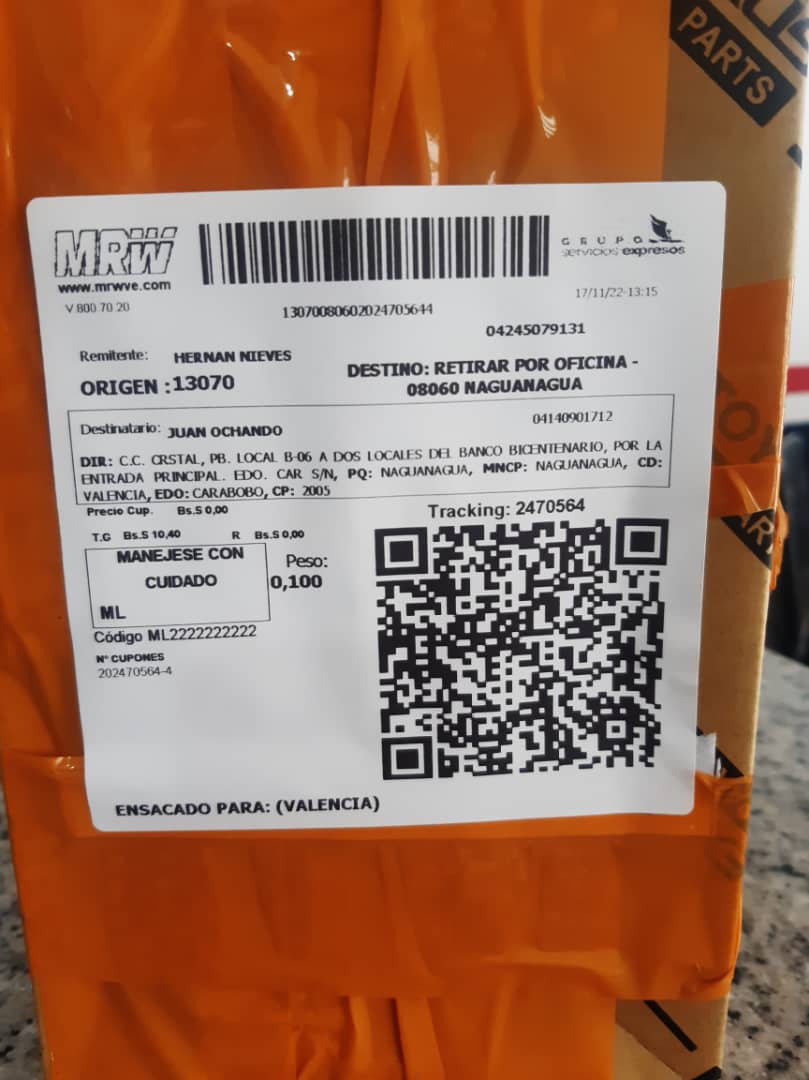 PARTS
MRW
www.mrwve.com
V 800 70 20
GRUPO
servicios expresos
17/11/22-13:15
13070080602024705644
04245079131
Remitente: HERNAN NIEVES
ORIGEN :13070
DESTINO: RETIRAR POR OFICINA -
08060 NAGUANAGUA
Destinatario: JUAN OCHANDO
04140901712
DIR: C.C. CRSTAL, PB. LOCAL B-06 A DOS LOCALES DEL BANCO BICENTENARIO, POR LA
ENTRADA PRINCIPAL. EDO. CAR S/N, PQ: NAGUANAGUA, MNCP: NAGUANAGUA, CD:
VALENCIA, EDO: CARABOBO, CP: 2005
Precio Cup. Bs.S 0,00
Tracking: 2470564
T.G Bs.S 10,40 R Bs.S 0,00
MANEJESE CON
CUIDADO
Peso:
0,100
ML
Código ML2222222222
N° CUPONES
202470564-4
ENSACADO PARA: (VALENCIA)